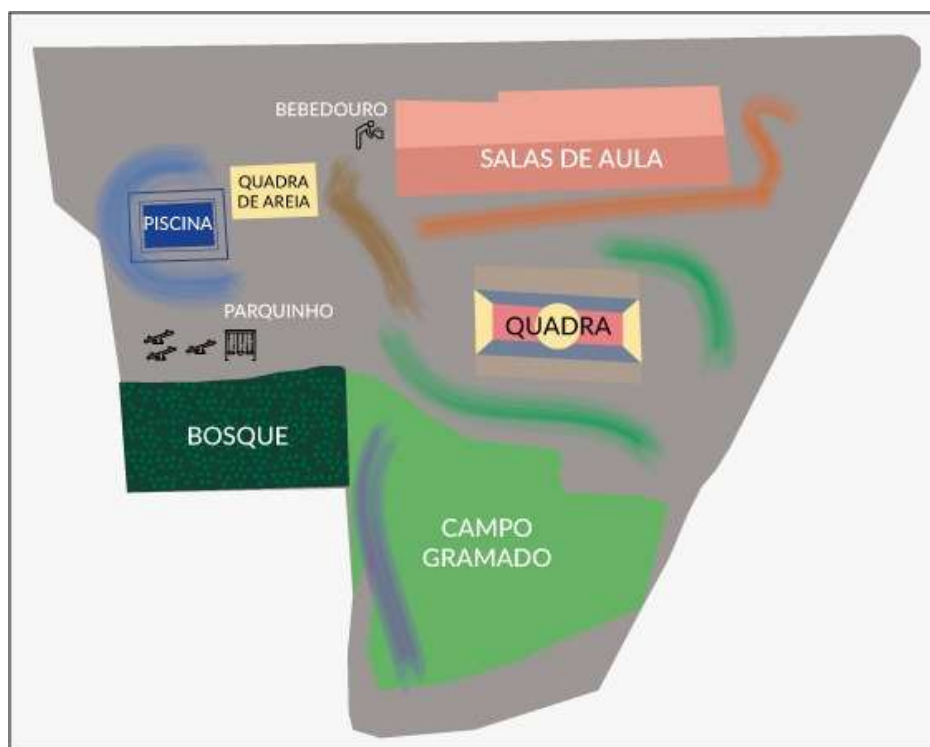 BEBEDOURO
SALAS DE AULA
QUADRA
DE AREIA
PISCINA
PARQUINHO
QUADRA
BOSQUE
CAMPO
GRAMADO